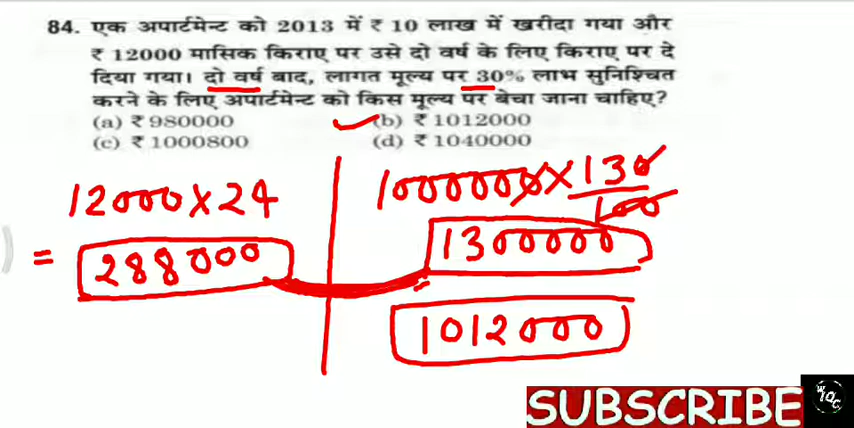 84. एक अपार्टमेन्ट को 2013 में ₹ 10 लाख में खरीदा गया और
₹ 12000 मासिक किराए पर उसे दो वर्ष के लिए किराए पर दे
दिया गया। दो वर्ष बाद, लागत मूल्य पर 30% लाभ सुनिश्चित
करने के लिए अपार्टमेन्ट को किस मूल्य पर बेचा जाना चाहिए?
(a) ₹ 980000 (b) ₹ 1012000
(c) ₹ 1000800 (d) ₹ 1040000
12000 x 24
= 288000
1000000 x 130/100
1300000
1012000
SUBSCRIBE